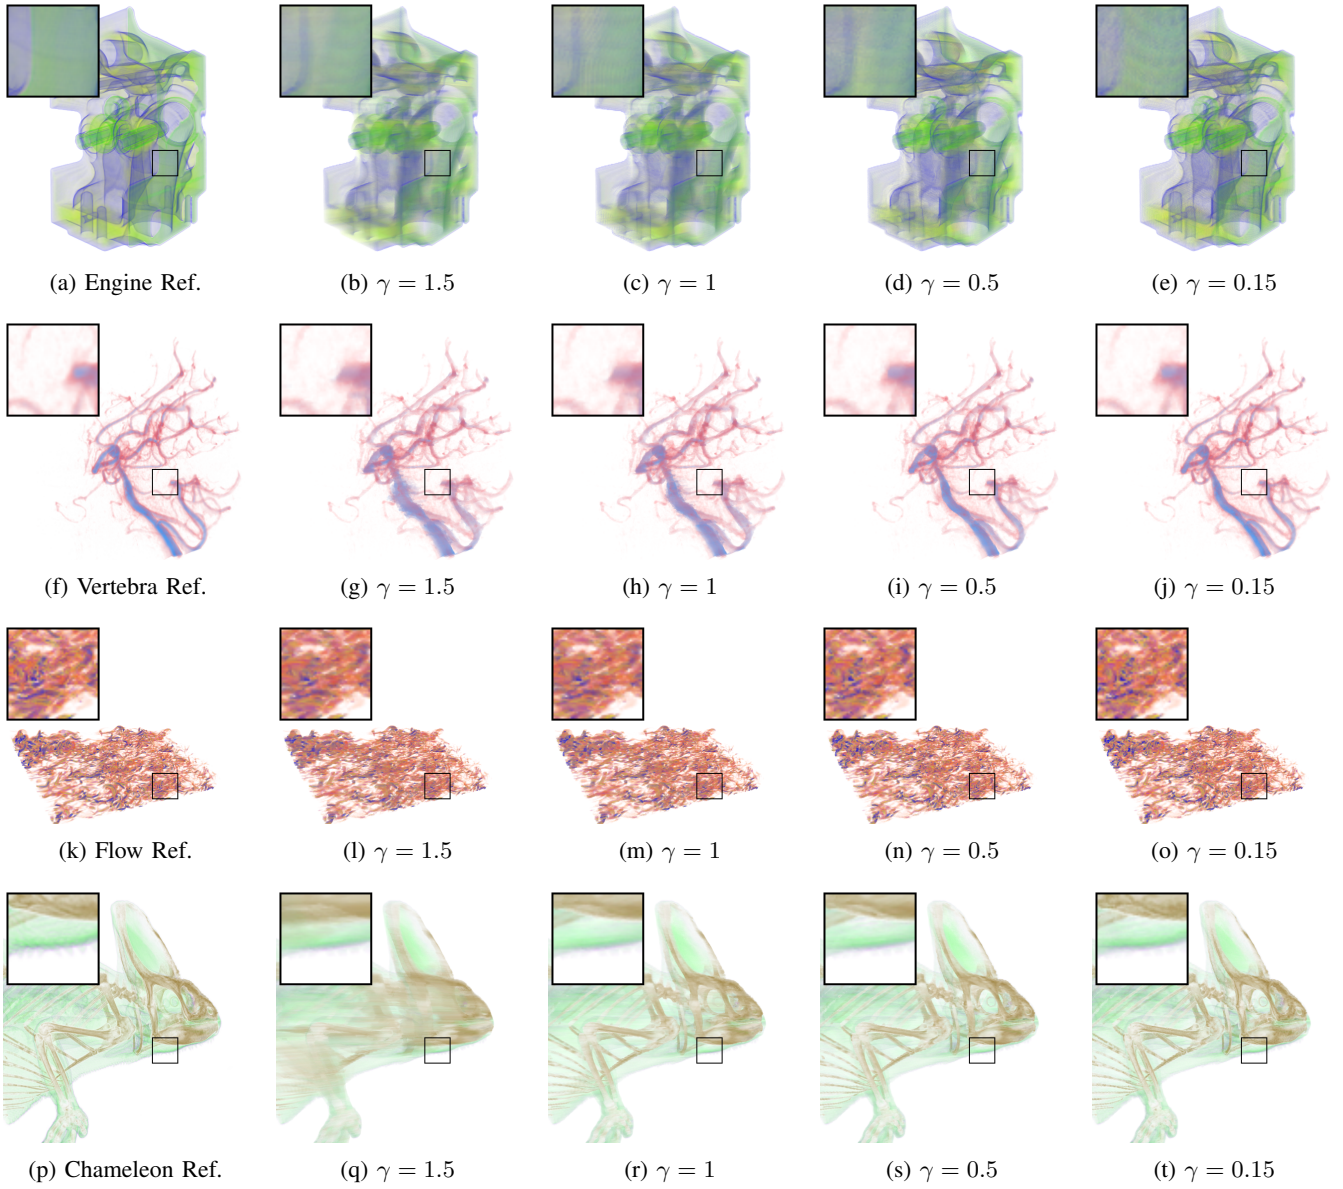 (a) Engine Ref.
(b) γ = 1.5
(c) γ = 1
(d) γ = 0.5
(e) γ = 0.15
(f) Vertebra Ref.
(g) γ = 1.5
(h) γ = 1
(i) γ = 0.5
(j) γ = 0.15
(k) Flow Ref.
(l) γ = 1.5
(m) γ = 1
(n) γ = 0.5
(o) γ = 0.15
(p) Chameleon Ref.
(q) γ = 1.5
(r) γ = 1
(s) γ = 0.5
(t) γ = 0.15